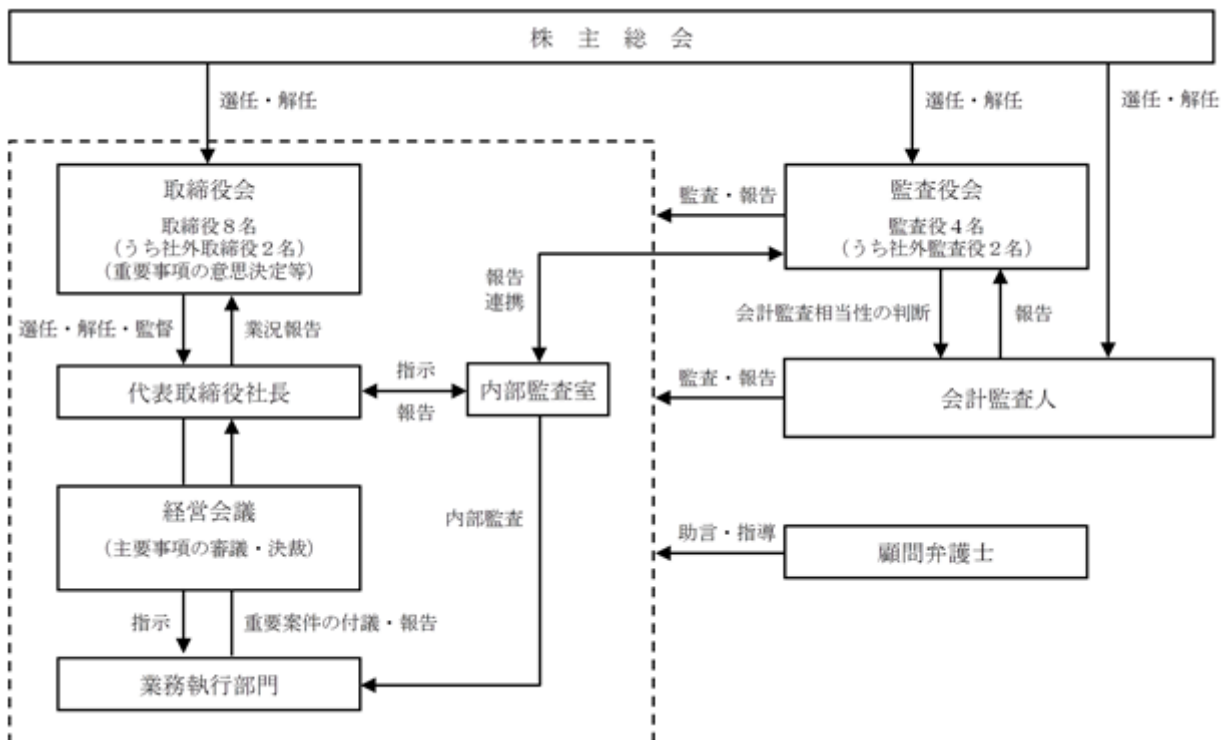 株主総会
選任・解任
選任・解任
選任・解任
取締役会
取締役8名
(うち社外取締役2名)
(重要事項の意思決定等)
監査・報告
監査役会
監査役4名
(うち社外監査役2名)
報告
連携
選任・解任・監督
業況報告
会計監査相当性の判断
報告
代表取締役社長
指示
報告
内部監査室
監査・報告
会計監査人
経営会議
(主要事項の審議・決裁)
内部監査
助言・指導
顧問弁護士
指示
重要案件の付議・報告
業務執行部門